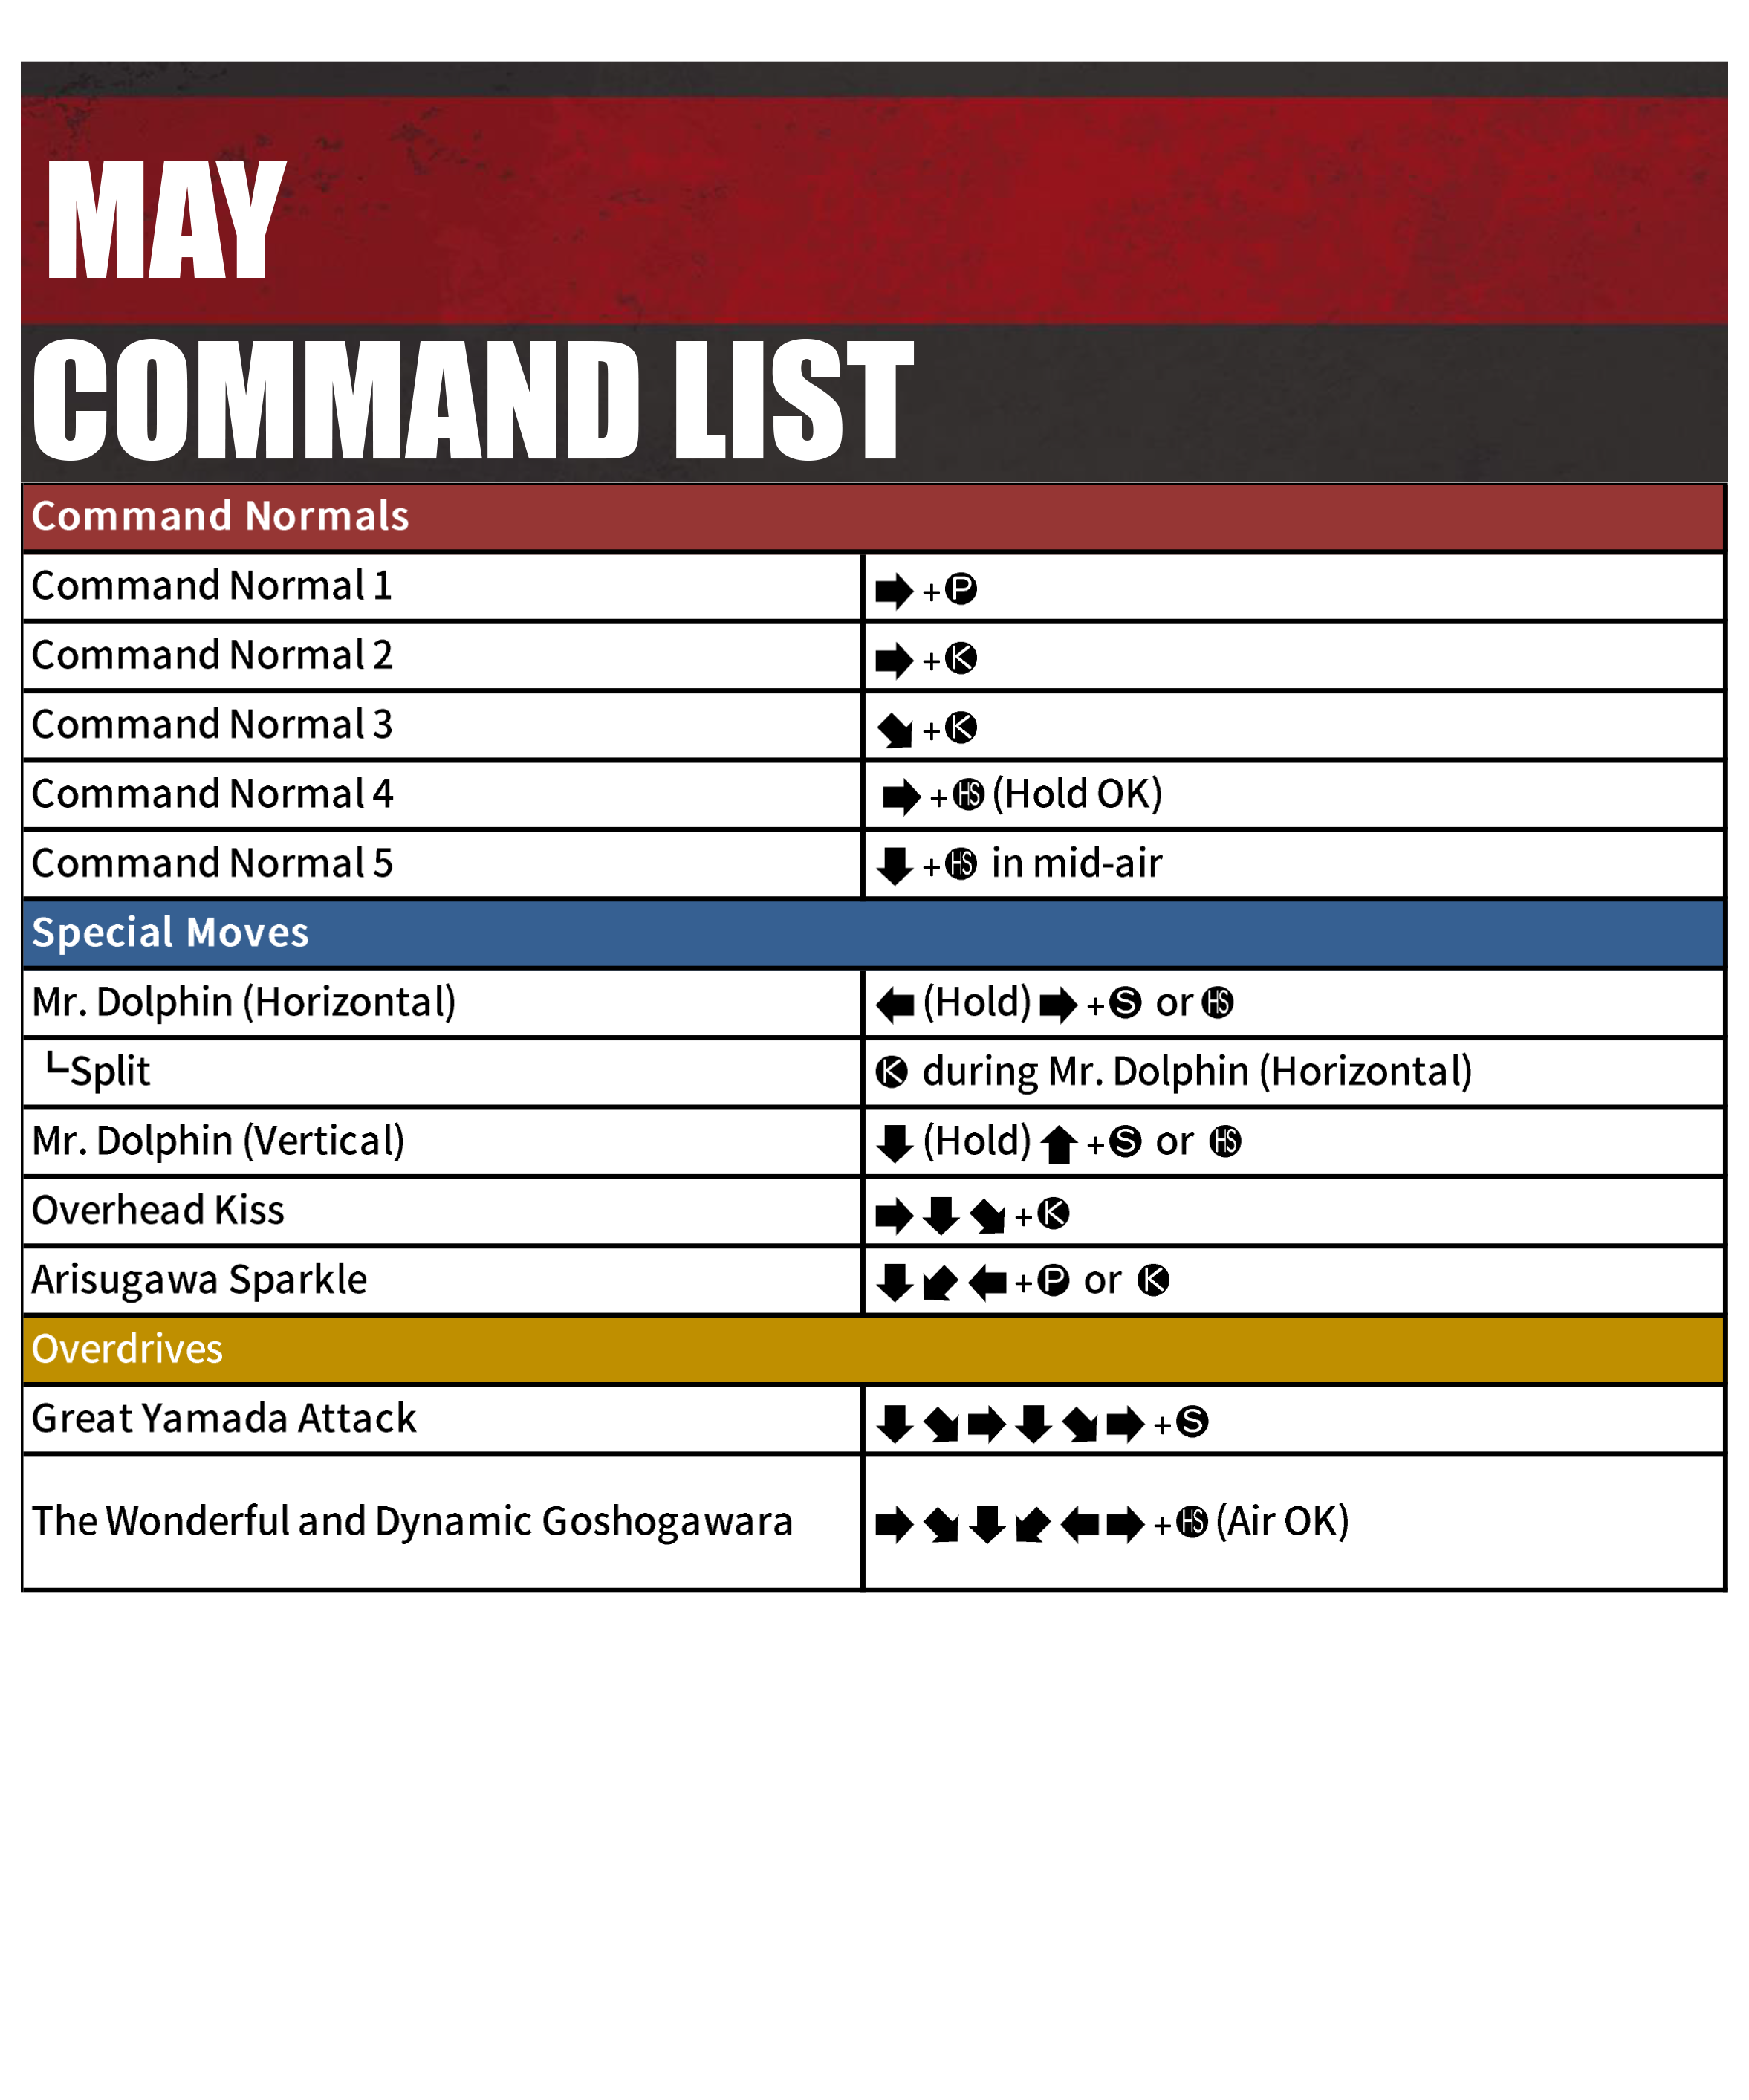 MAY
COMMAND LIST
Command Normals
Command Normal 1 ➡ + P
Command Normal 2 ➡ + K
Command Normal 3 ⬊ + K
Command Normal 4 ➡ + HS (Hold OK)
Command Normal 5 ⬇ + HS in mid-air
Special Moves
Mr. Dolphin (Horizontal) ⬅ (Hold) ➡ + S or HS
┗Split K during Mr. Dolphin (Horizontal)
Mr. Dolphin (Vertical) ⬇ (Hold) ⬆ + S or HS
Overhead Kiss ➡ ⬇ ⬊ + K
Arisugawa Sparkle ⬇ ⬋ ⬅ + P or K
Overdrives
Great Yamada Attack ⬇ ⬊ ➡ ⬇ ⬊ ➡ + S
The Wonderful and Dynamic Goshogawara ➡ ⬊ ⬇ ⬋ ⬅ ➡ + HS (Air OK)